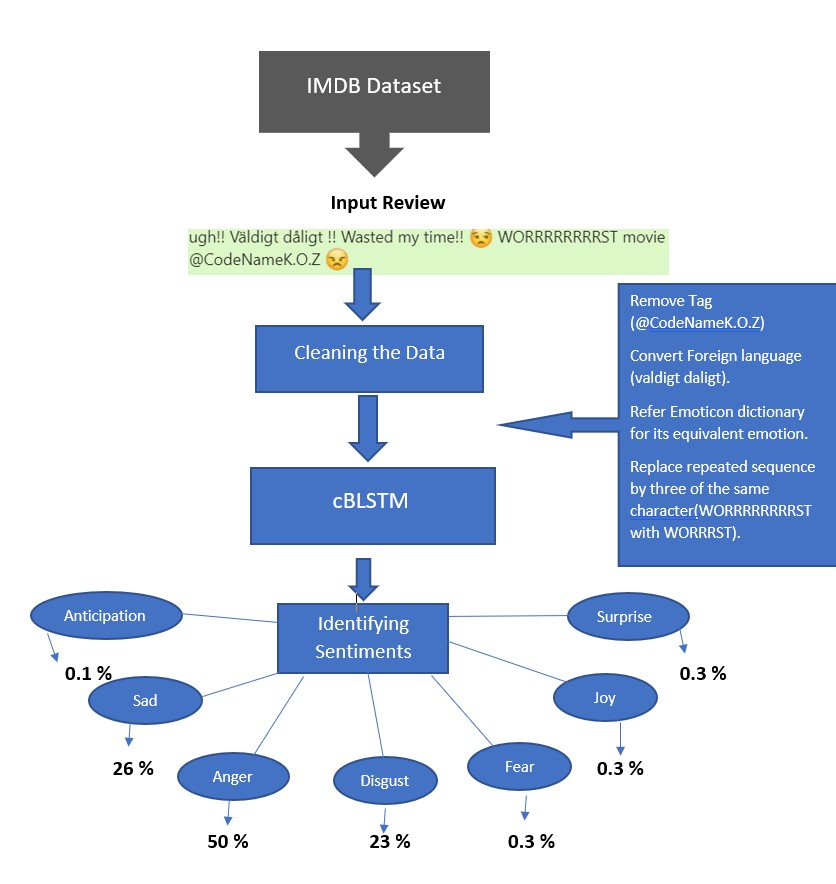 IMDB Dataset
Input Review
ugh!! Väldigt dåligt !! Wasted my time!! 😒 WORRRRRRRRST movie
@CodeNameK.O.Z 😠
Remove Tag
(@CodeNameK.O.Z)
Convert Foreign language
(valdigt daligt).
Refer Emoticon dictionary
for its equivalent emotion.
Replace repeated sequence
by three of the same
character(WORRRRRRRRST
with WORRRST).
Cleaning the Data
cBLSTM
Identifying
Sentiments
Anticipation
0.1 %
Sad
26 %
Anger
50 %
Disgust
23 %
Fear
0.3 %
Joy
0.3 %
Surprise
0.3 %